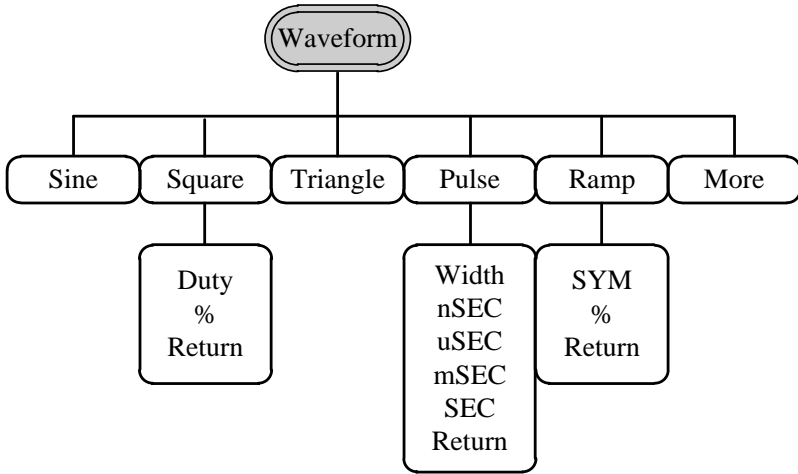 Waveform
Sine
Square
Triangle
Pulse
Ramp
More
Duty
%
Return
Width
nSEC
uSEC
mSEC
SEC
Return
SYM
%
Return